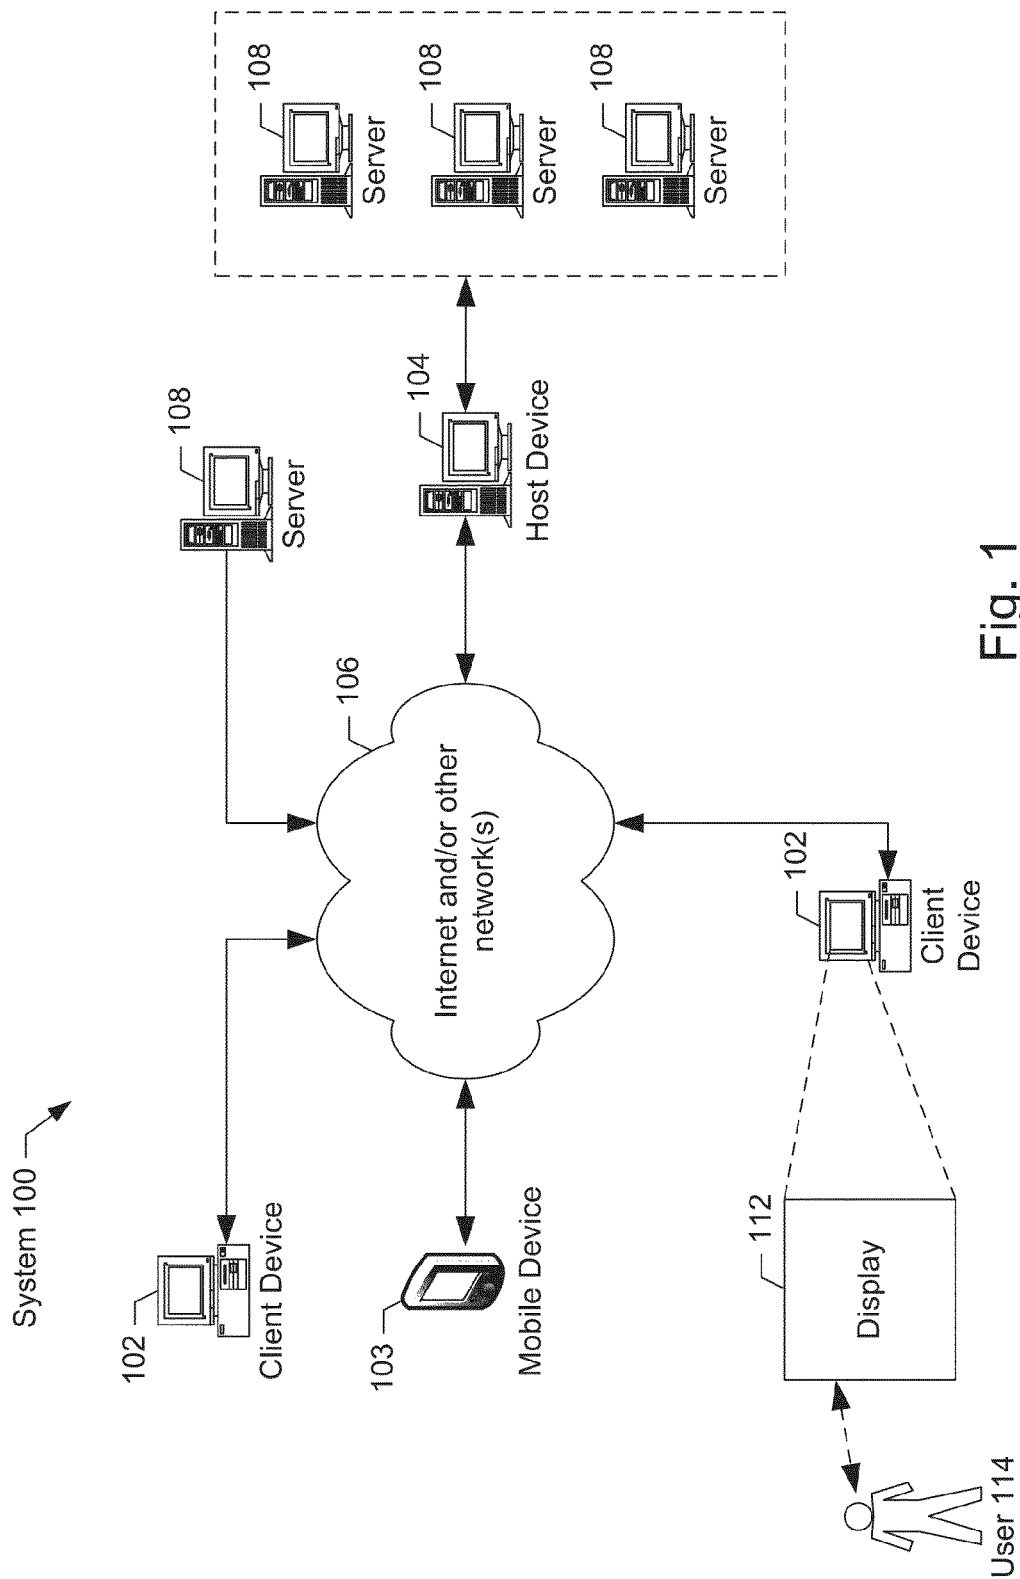 System 100
102
Client Device
103
Mobile Device
User 114
Display
112
102
Client
Device
Internet and/or other
network(s)
106
108
Server
104
Host Device
108
Server
108
Server
108
Server
Fig. 1